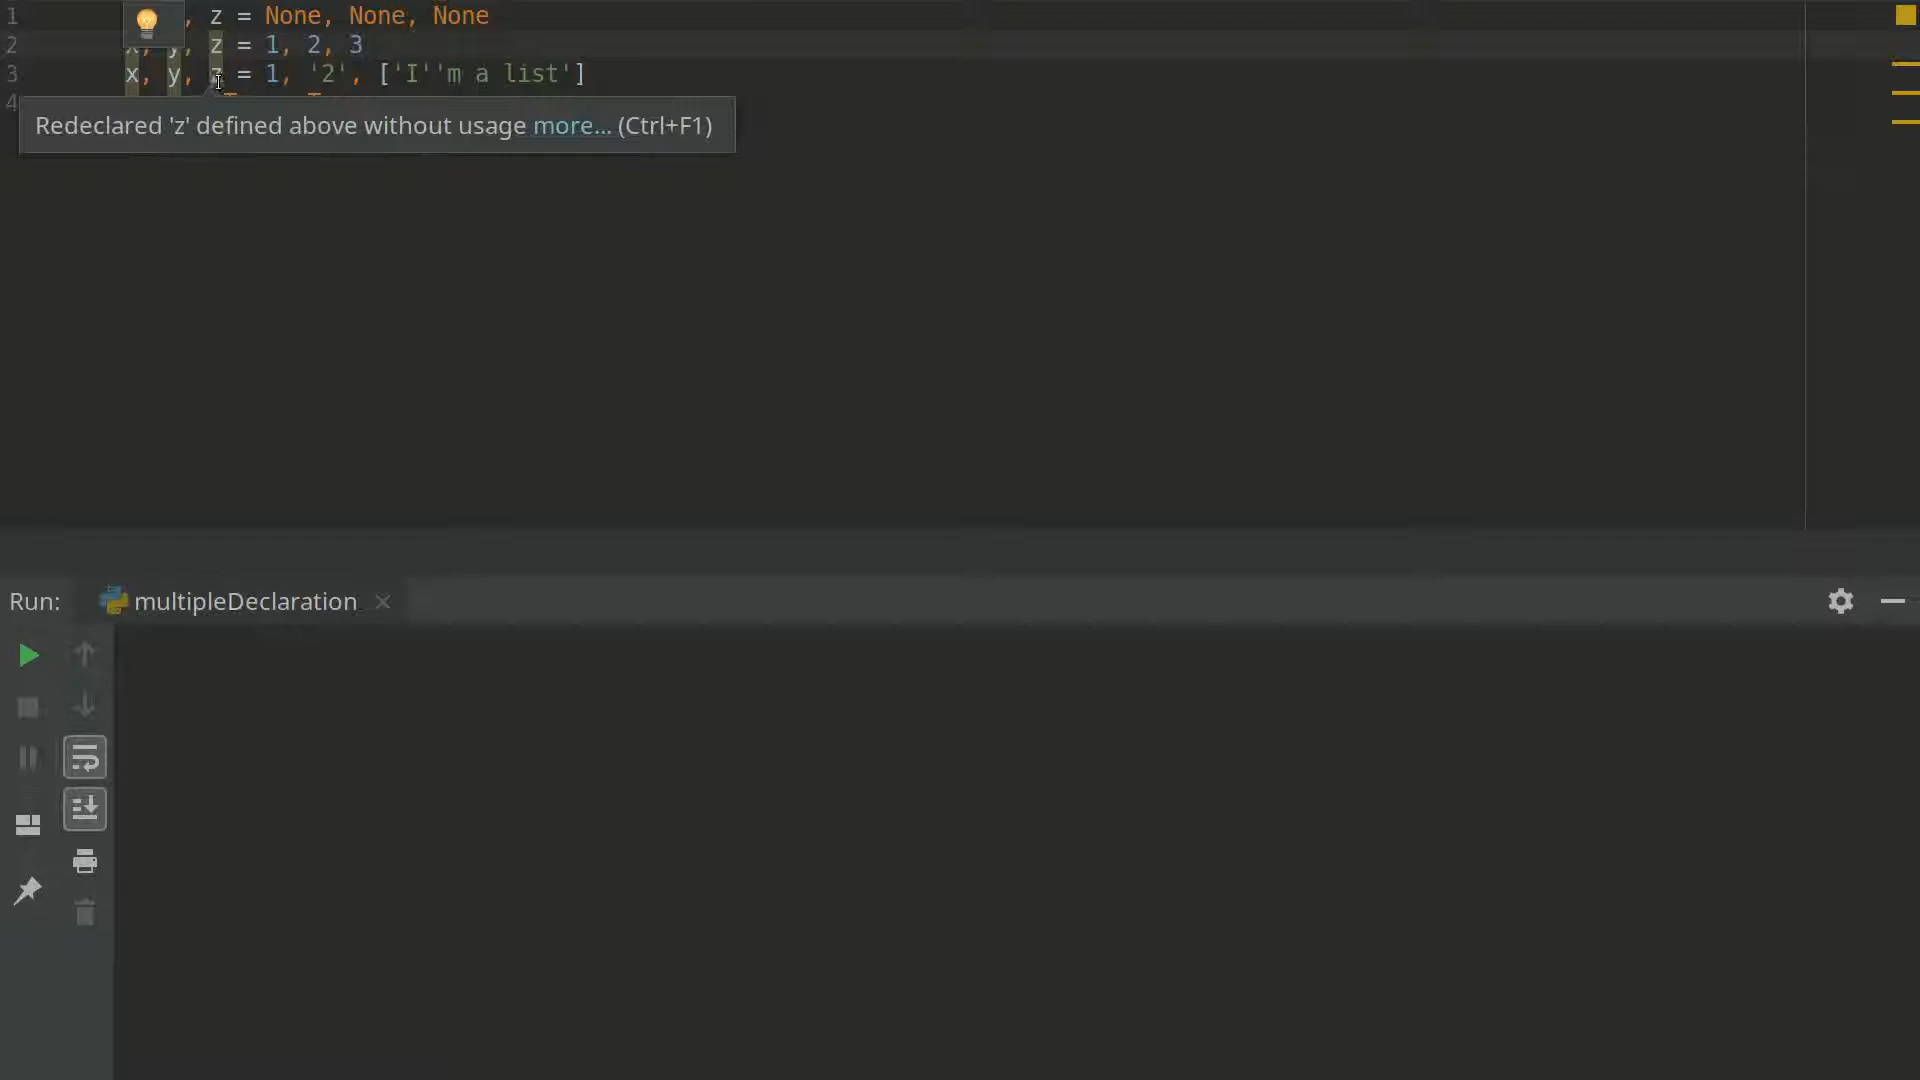 1 , z = None, None, None
2 x, y, z = 1, 2, 3
3 x, y, z = 1, '2', ['I''m a list']
4
Redeclared 'z' defined above without usage more... (Ctrl+F1)
Run: multipleDeclaration